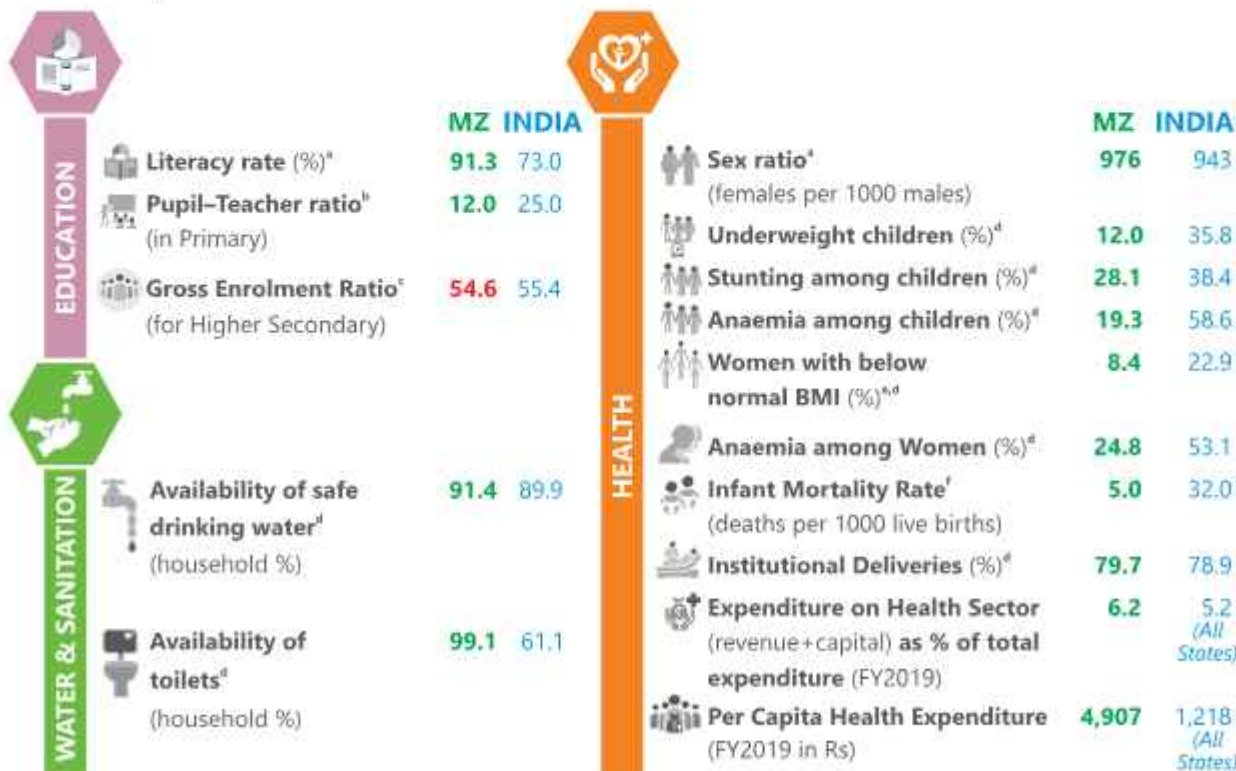 EDUCATION
MZ INDIA
Literacy rate (%)ᵃ 91.3 73.0
Pupil–Teacher ratioᵇ 12.0 25.0
(in Primary)
Gross Enrolment Ratioᶜ 54.6 55.4
(for Higher Secondary)
WATER & SANITATION
Availability of safe 91.4 89.9
drinking waterᵈ
(household %)
Availability of 99.1 61.1
toiletsᵈ
(household %)
HEALTH
MZ INDIA
Sex ratioᵃ 976 943
(females per 1000 males)
Underweight children (%)ᵈ 12.0 35.8
Stunting among children (%)ᵈ 28.1 38.4
Anaemia among children (%)ᵈ 19.3 58.6
Women with below 8.4 22.9
normal BMI (%)ᵉ,ᵈ
Anaemia among Women (%)ᵈ 24.8 53.1
Infant Mortality Rateᶠ 5.0 32.0
(deaths per 1000 live births)
Institutional Deliveries (%)ᵈ 79.7 78.9
Expenditure on Health Sector 6.2 5.2
(revenue+capital) as % of total (All
expenditure (FY2019) States)
Per Capita Health Expenditure 4,907 1,218
(FY2019 in Rs) (All
States)